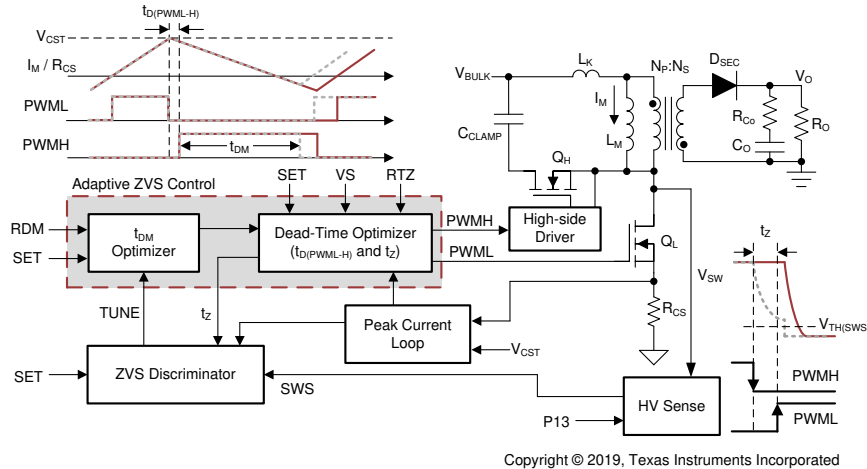 tD(PWML-H)
VCST
IM / RCS
PWML
PWMH
tDM
VBULK
LK
NP:NS
DSEC
VO
IM
LM
CCLAMP
RCo
CO
RO
QH
High-side
Driver
Adaptive ZVS Control
SET
VS
RTZ
RDM
SET
tDM
Optimizer
Dead-Time Optimizer
(tD(PWML-H) and tZ)
PWMH
PWML
QL
VSW
tZ
VTH(SWS
TUNE
tZ
Peak Current
Loop
RCS
VCST
SET
ZVS Discriminator
SWS
HV Sense
P13
PWMH
PWML
Copyright © 2019, Texas Instruments Incorporated